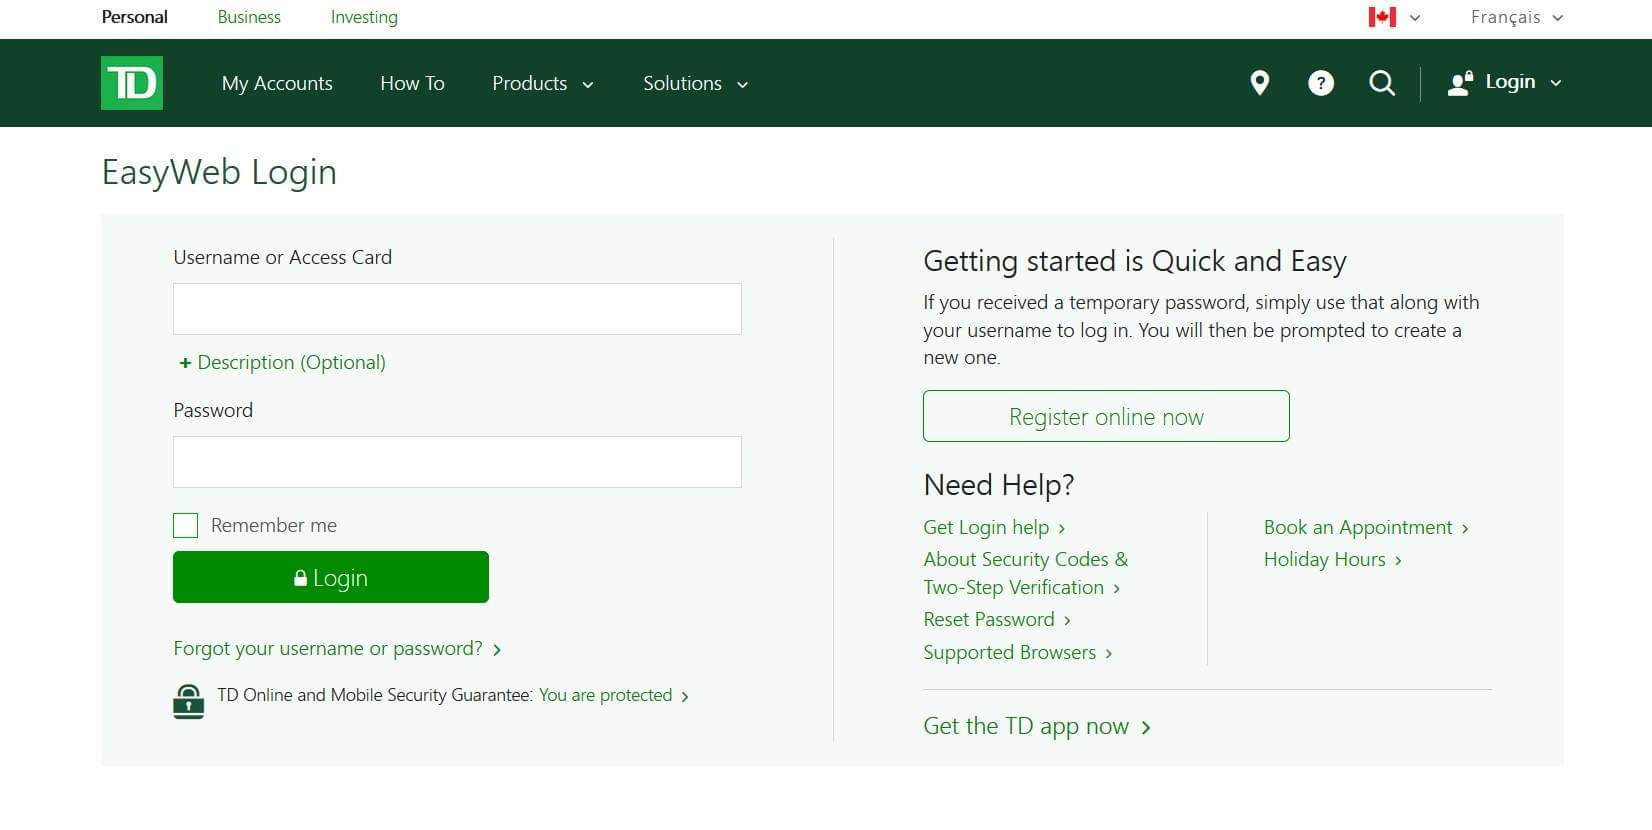 Personal Business Investing Français
TD My Accounts How To Products Solutions ? Login
EasyWeb Login
Username or Access Card
+ Description (Optional)
Password
Remember me
Login
Forgot your username or password? >
TD Online and Mobile Security Guarantee: You are protected >
Getting started is Quick and Easy
If you received a temporary password, simply use that along with
your username to log in. You will then be prompted to create a
new one.
Register online now
Need Help?
Get Login help >
About Security Codes &
Two-Step Verification >
Reset Password >
Supported Browsers >
Book an Appointment >
Holiday Hours >
Get the TD app now >